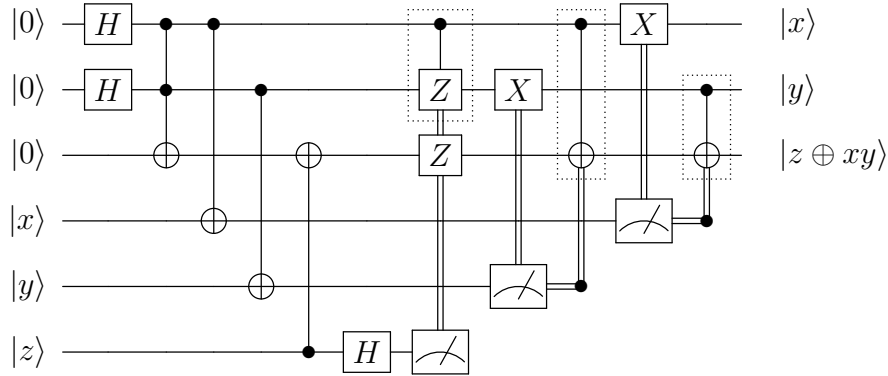 |0⟩ H X |x⟩
|0⟩ H Z X |y⟩
|0⟩ Z |z ⊕ xy⟩
|x⟩
|y⟩
|z⟩ H